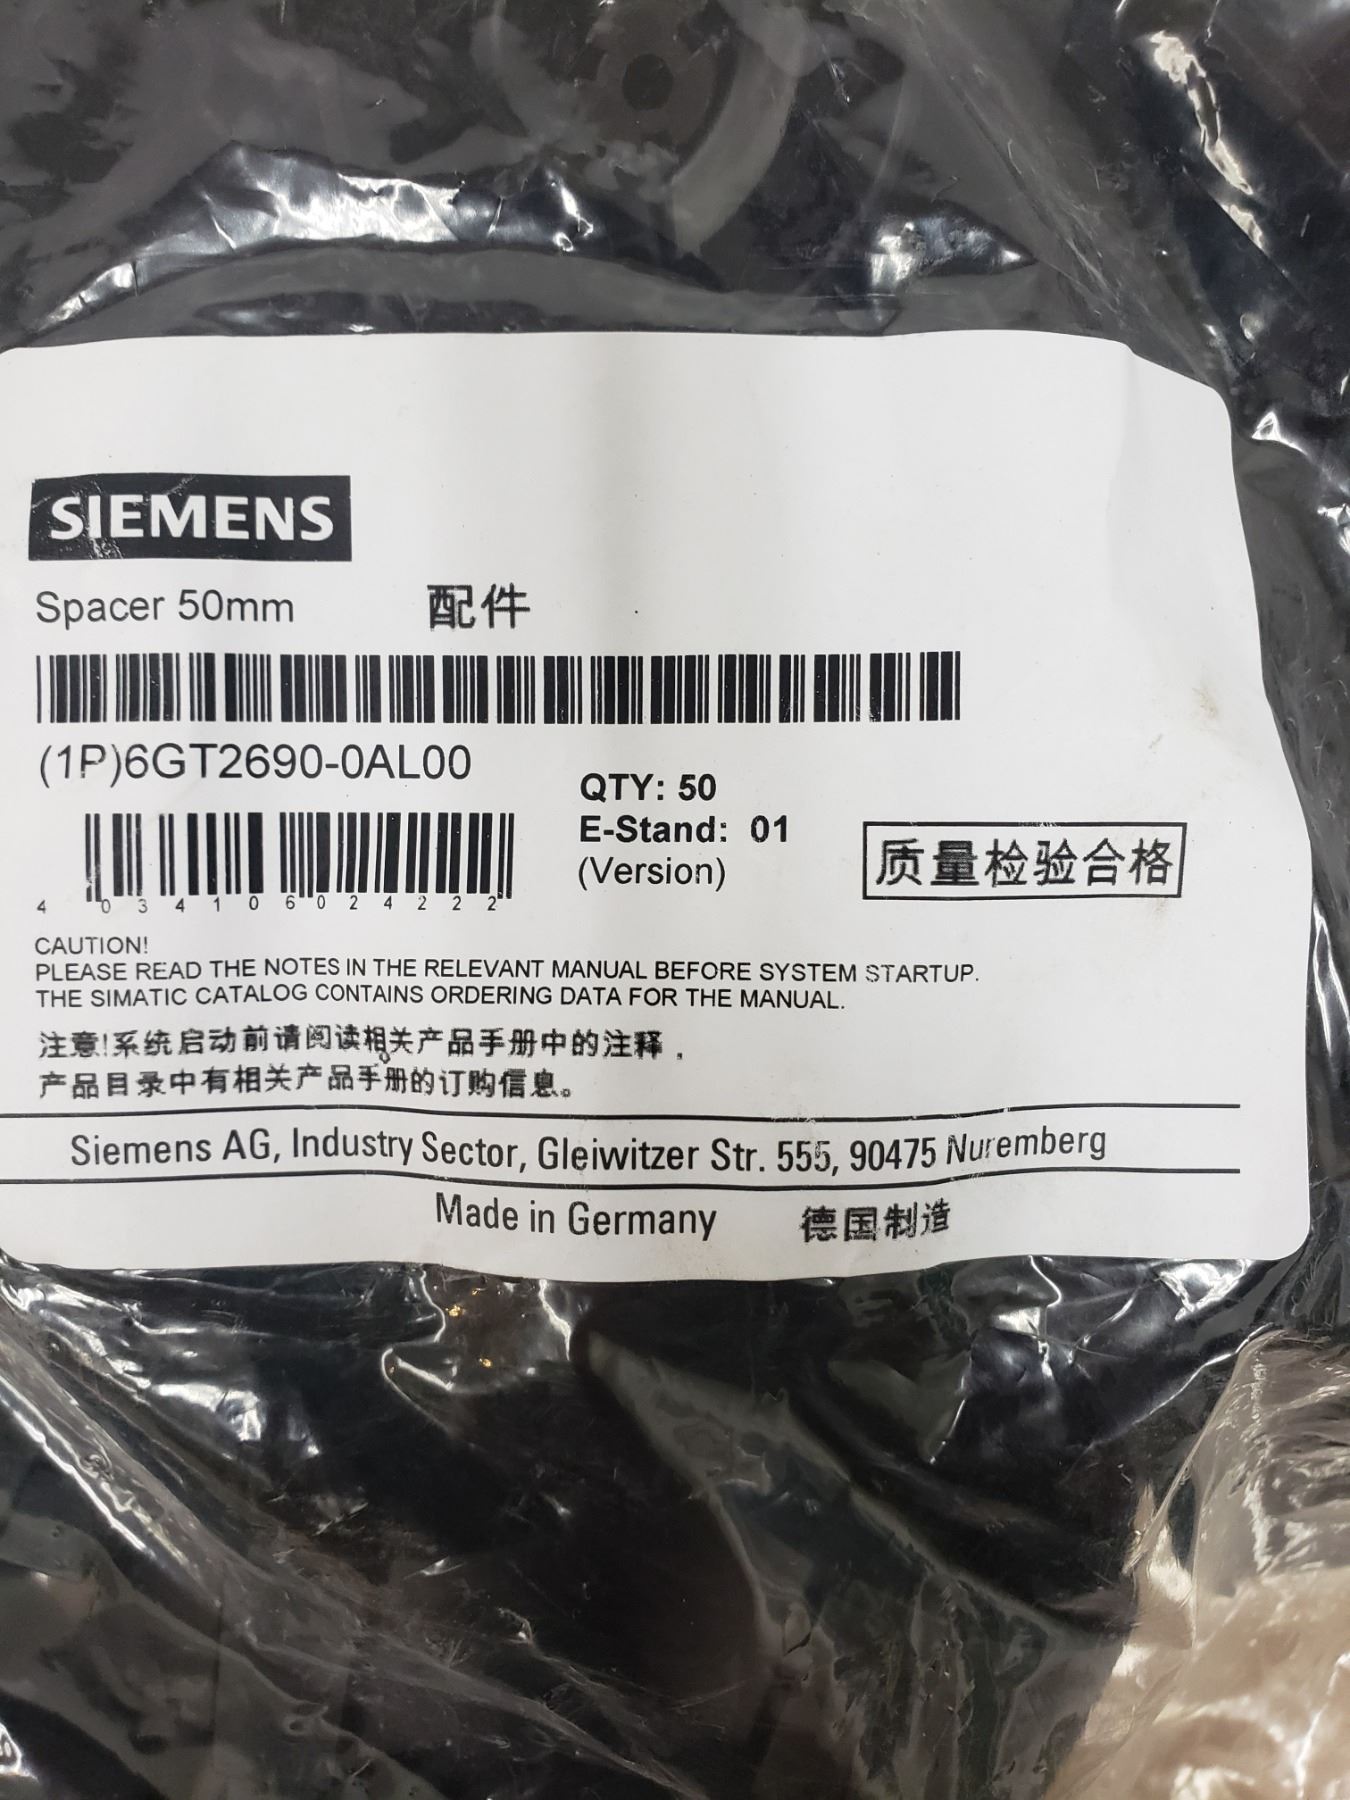 SIEMENS
Spacer 50mm 配件
(1P)6GT2690-0AL00
QTY: 50
E-Stand: 01
(Version)
质量检验合格
4 034106 024222
CAUTION!
PLEASE READ THE NOTES IN THE RELEVANT MANUAL BEFORE SYSTEM STARTUP.
THE SIMATIC CATALOG CONTAINS ORDERING DATA FOR THE MANUAL.
注意!系统启动前请阅读相关产品手册中的注释。
产品目录中有相关产品手册的订购信息。
Siemens AG, Industry Sector, Gleiwitzer Str. 555, 90475 Nuremberg
Made in Germany 德国制造